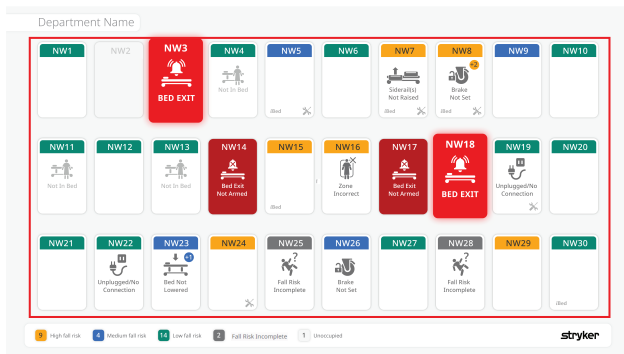 Department Name
NW1
NW2
NW3
BED EXIT
NW4
Not In Bed
NW5
iBed
NW6
NW7
Siderail(s)
Not Raised
iBed
NW8
+2
Brake
Not Set
iBed
NW9
NW10
NW11
Not In Bed
NW12
NW13
Not In Bed
NW14
Bed Exit
Not Armed
NW15
iBed
NW16
Zone
Incorrect
NW17
Bed Exit
Not Armed
NW18
BED EXIT
NW19
Unplugged/No
Connection
NW20
NW21
NW22
Unplugged/No
Connection
NW23
+1
Bed Not
Lowered
NW24
NW25
?
Fall Risk
Incomplete
NW26
Brake
Not Set
NW27
NW28
?
Fall Risk
Incomplete
NW29
NW30
iBed
9 High fall risk 4 Medium fall risk 14 Low fall risk 2 Fall Risk Incomplete 1 Unoccupied
stryker